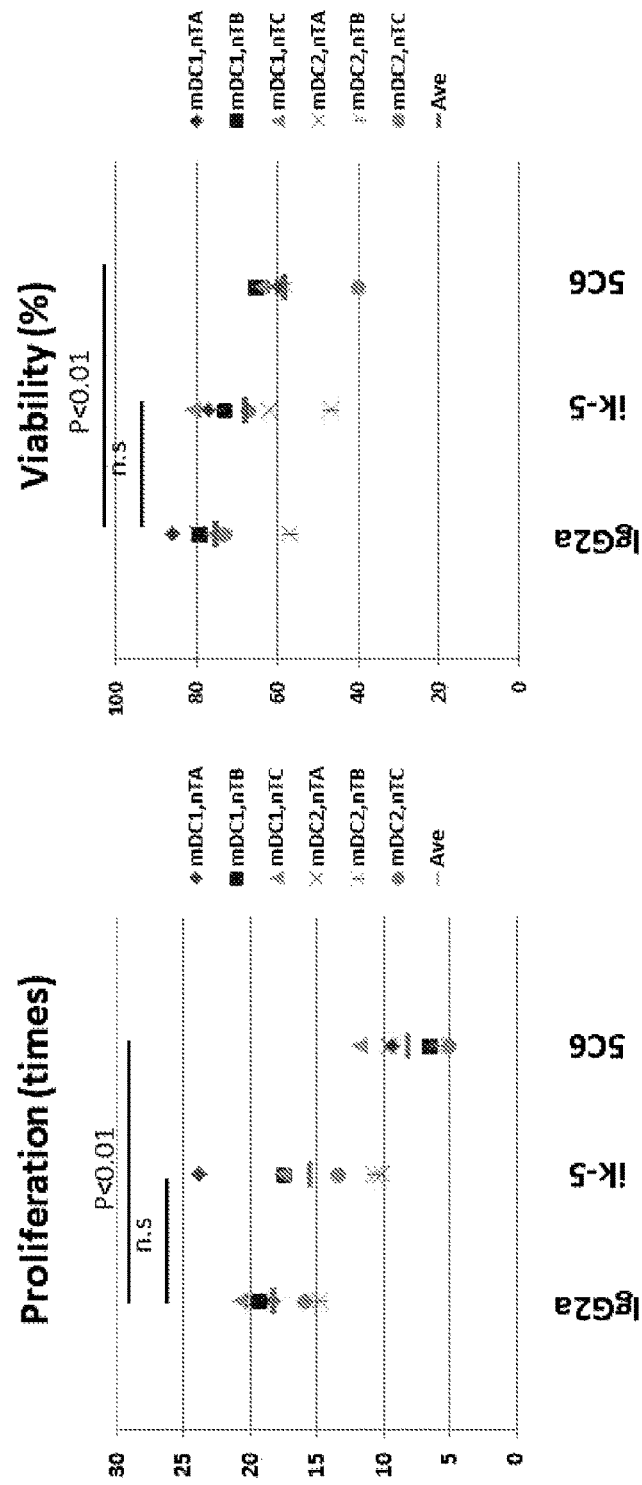 Proliferation (times)
P<0.01
n.s
30
25
20
15
10
5
0
IgG2a
ik-5
5C6
mDC1,nTA
mDC1,nTB
mDC1,nTC
mDC2,nTA
mDC2,nTB
mDC2,nTC
Ave
Viability (%)
P<0.01
n.s
100
80
60
40
20
0
IgG2a
ik-5
5C6
mDC1,nTA
mDC1,nTB
mDC1,nTC
mDC2,nTA
mDC2,nTB
mDC2,nTC
Ave